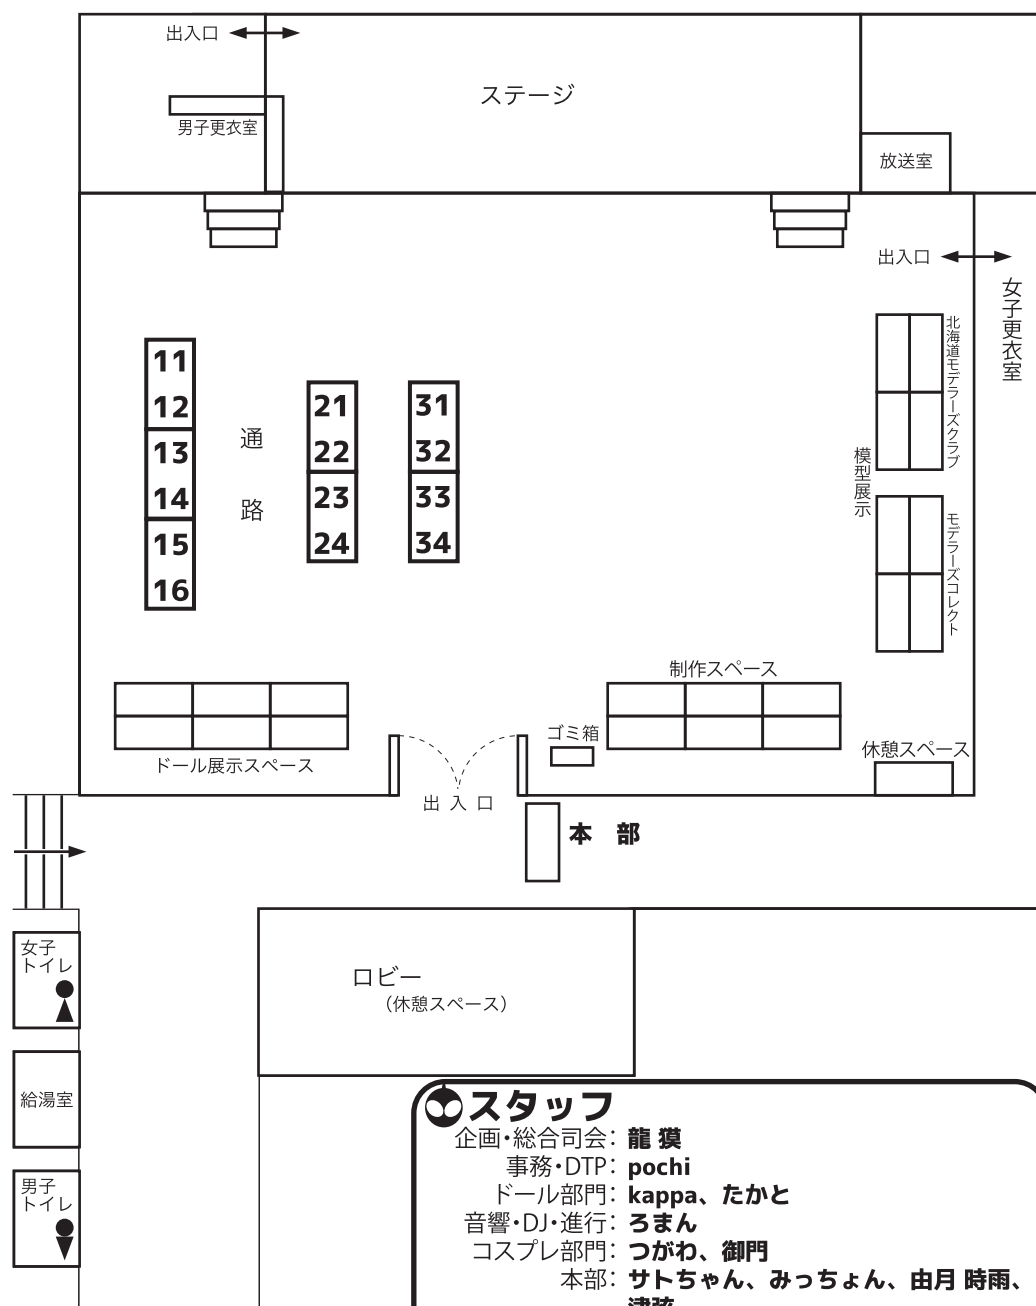 出入口
ステージ
男子更衣室
放送室
出入口
女子更衣室
北海道モデラーズクラブ
11
12
13
14
15
16
通路
21
22
23
24
31
32
33
34
模型展示
モデラーズコレクト
制作スペース
ゴミ箱
休憩スペース
ドール展示スペース
出入口
本 部
女子
トイレ
ロビー
（休憩スペース）
給湯室
男子
トイレ
スタッフ
企画・総合司会：龍 獏
事務・DTP：pochi
ドール部門：kappa、たかと
音響・DJ・進行：ろまん
コスプレ部門：つがわ、御門
本部：サトちゃん、みっちょん、由月 時雨、